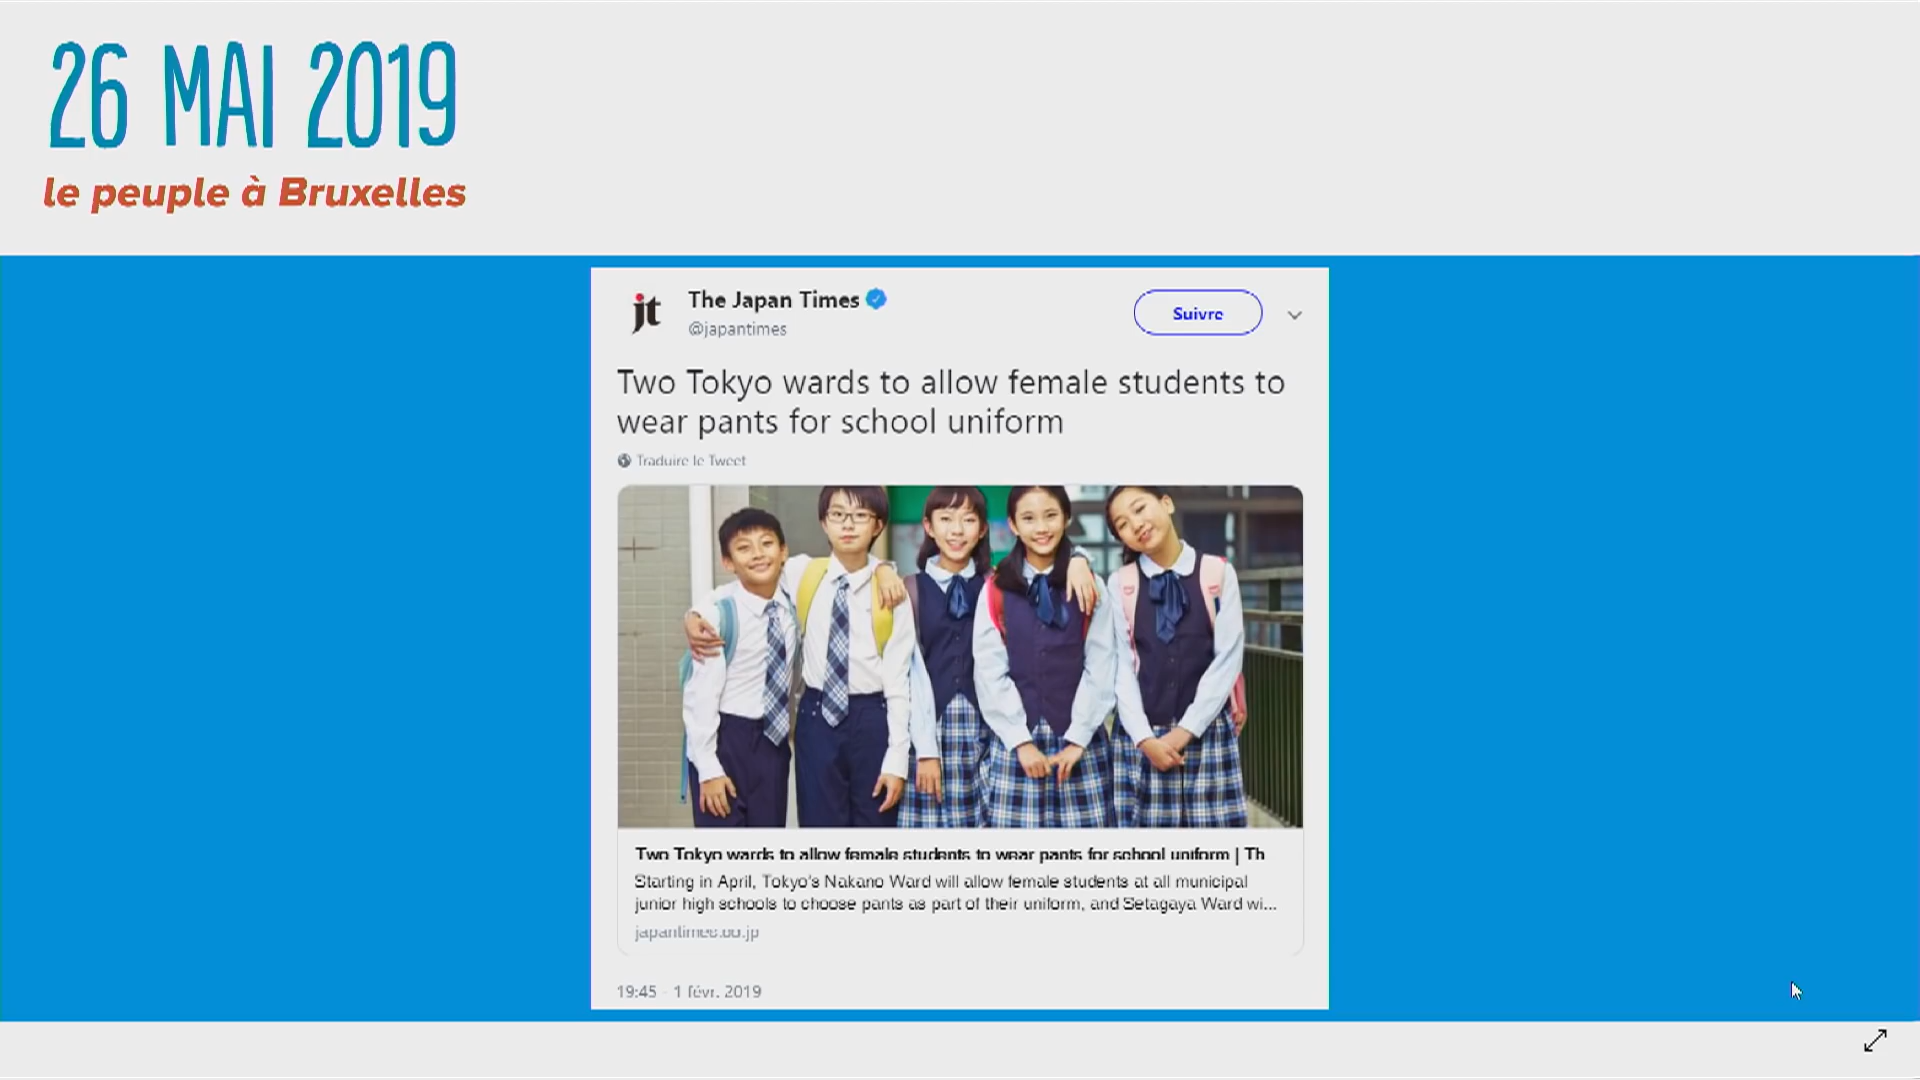 26 MAI 2019
le peuple à Bruxelles
jt
The Japan Times
@japantimes
Suivre
Two Tokyo wards to allow female students to
wear pants for school uniform
Traduire le Tweet
Two Tokyo wards to allow female students to wear pants for school uniform | Th
Starting in April, Tokyo's Nakano Ward will allow female students at all municipal
junior high schools to choose pants as part of their uniform, and Setagaya Ward wi...
japantimes.co.jp
19:45 - 1 févr. 2019